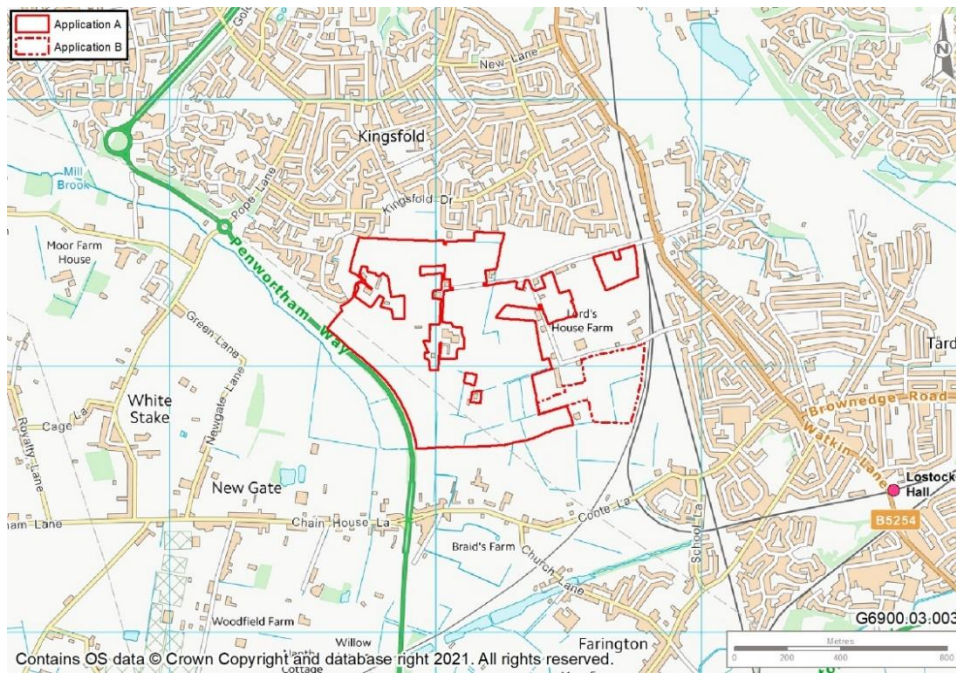 Application A
Application B
N
New Lane
Kingsfold
Mill
Brook
Pope Lane
Kingsfold Dr
Moor Farm
House
Penwortham Way
Lord's
House Farm
Green Lane
White
Stake
Newgate Lane
Cage La
Royalty Lane
Brownedge Road
Watkin Lane
Lostock
Hall
New Gate
B5254
Chain House La
Coote La
School La
Braid's Farm
Church Lane
G6900.03.003
Woodfield Farm
Willow
Farington
Metres
0 200 400 600 800
Cottage
Contains OS data © Crown Copyright and database right 2021. All rights reserved.